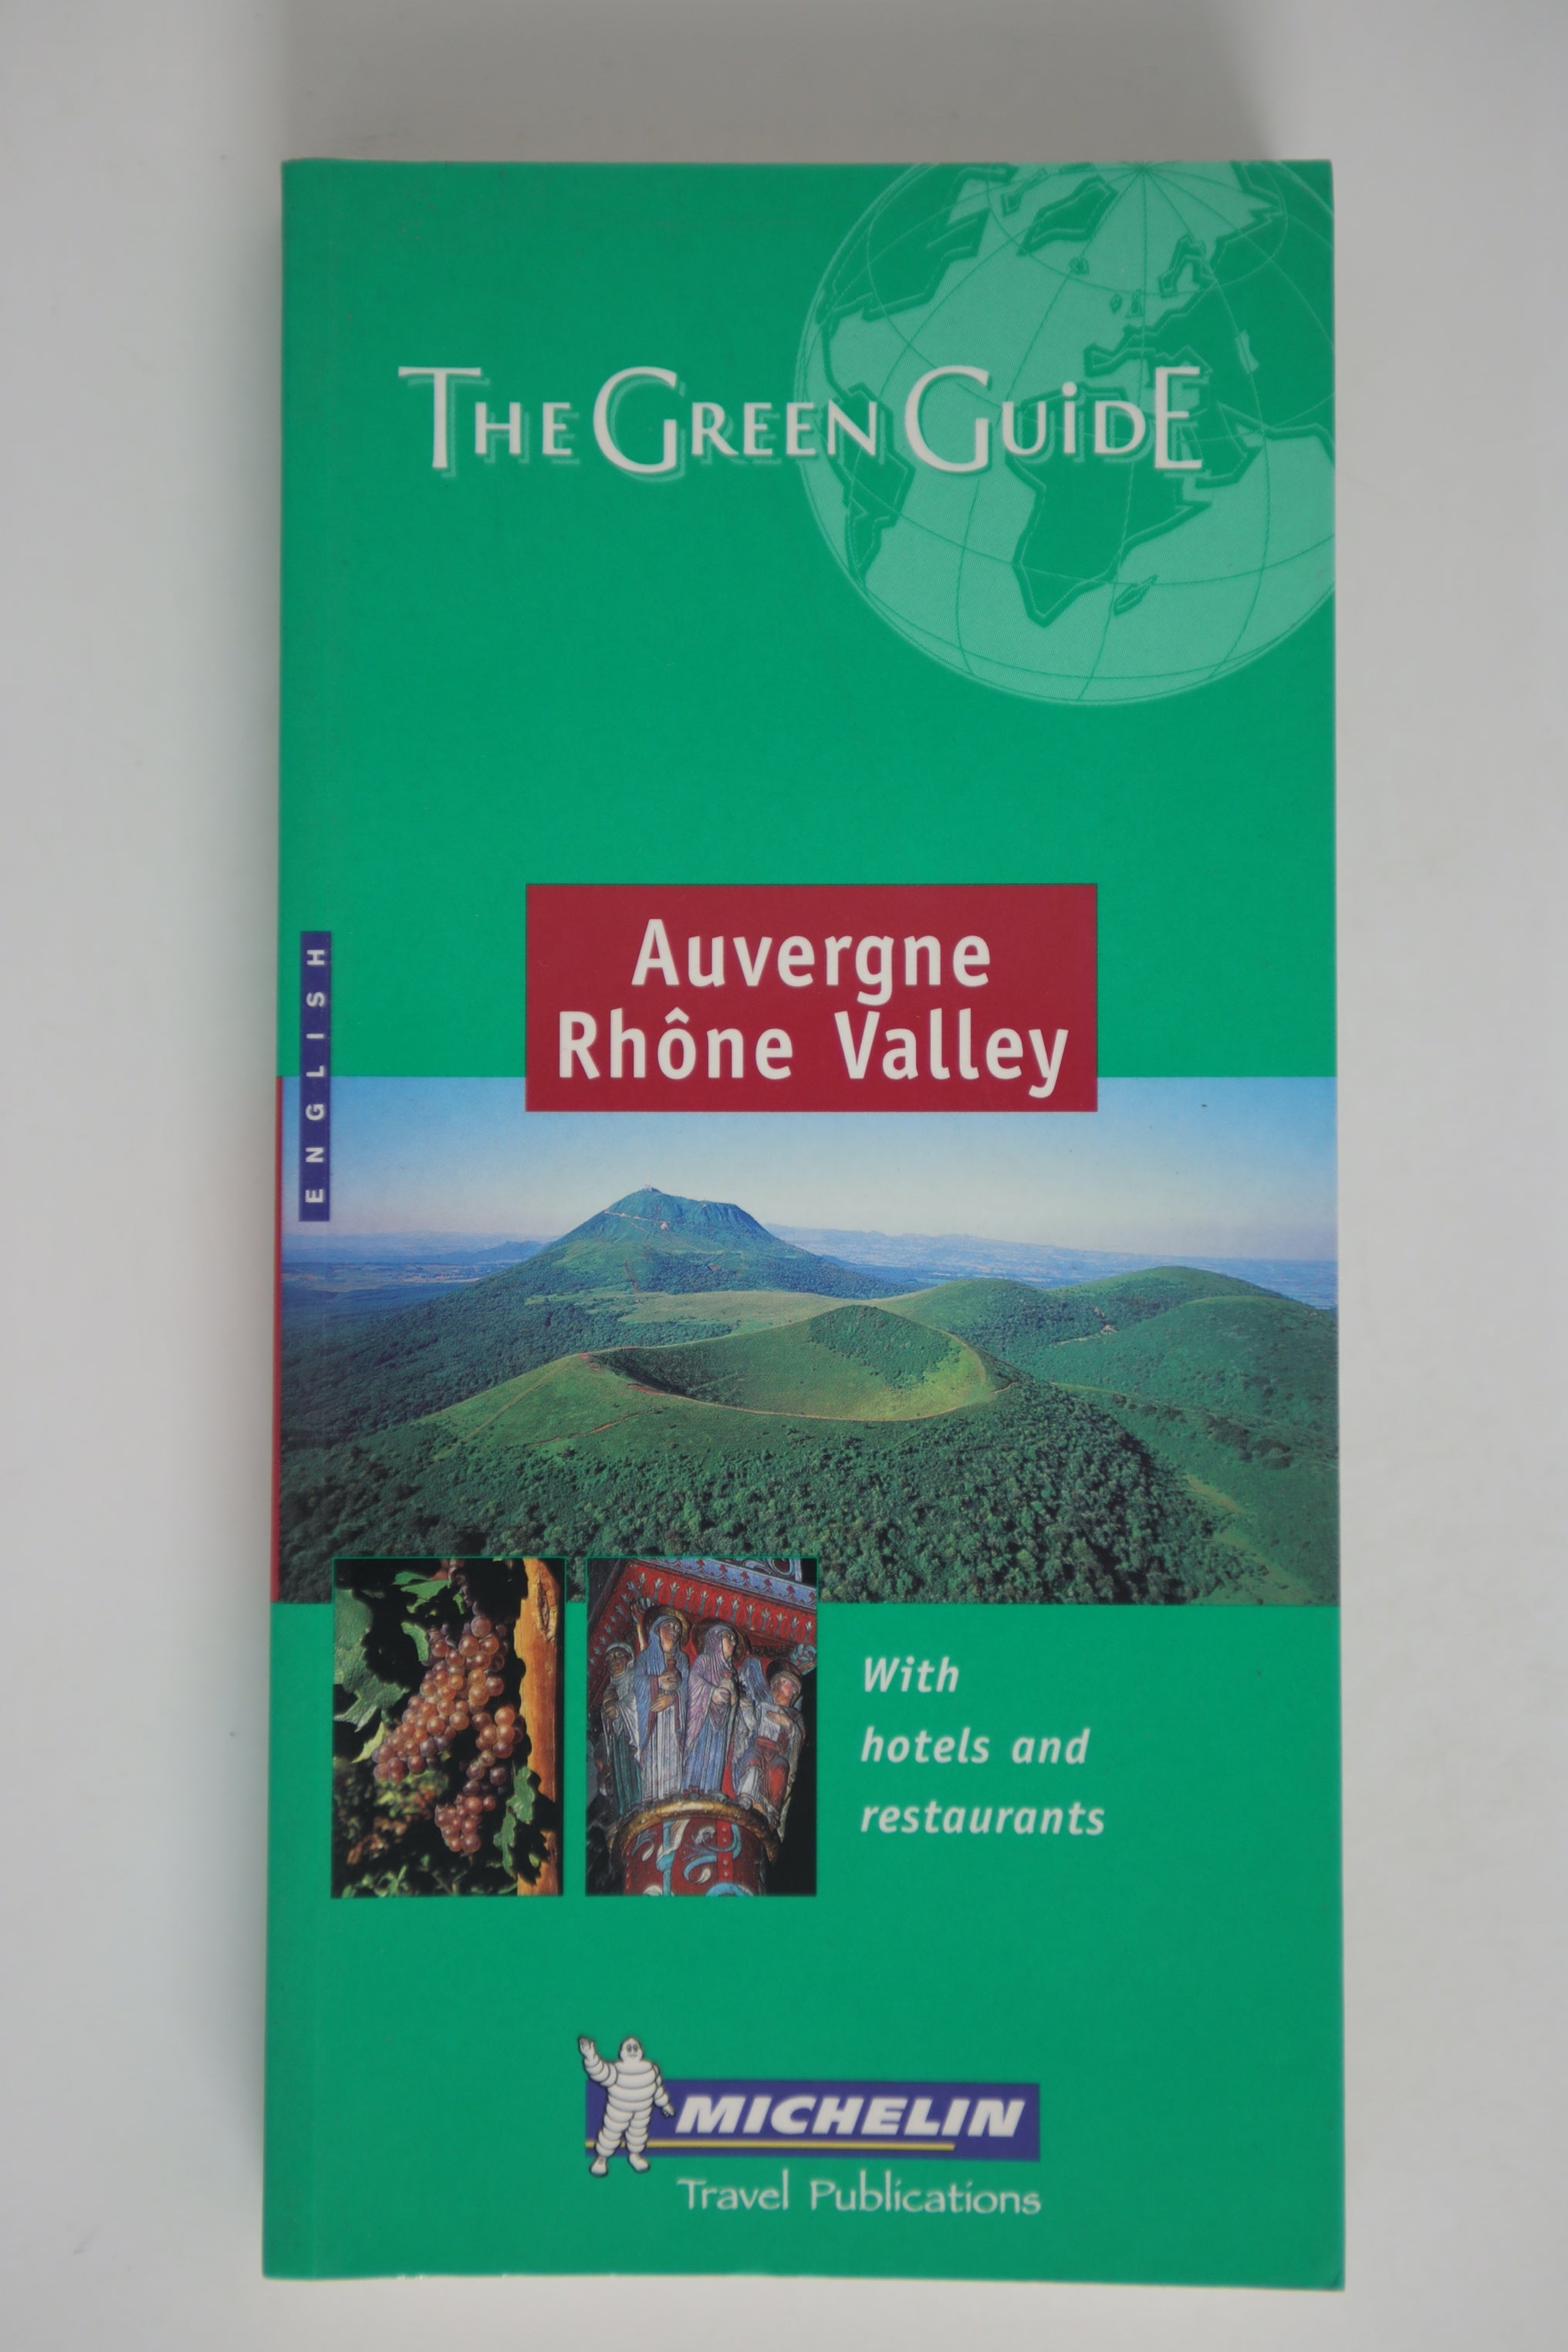 THE GREEN GUiDE
Auvergne
Rhône Valley
ENGLISH
With
hotels and
restaurants
MICHELIN
Travel Publications